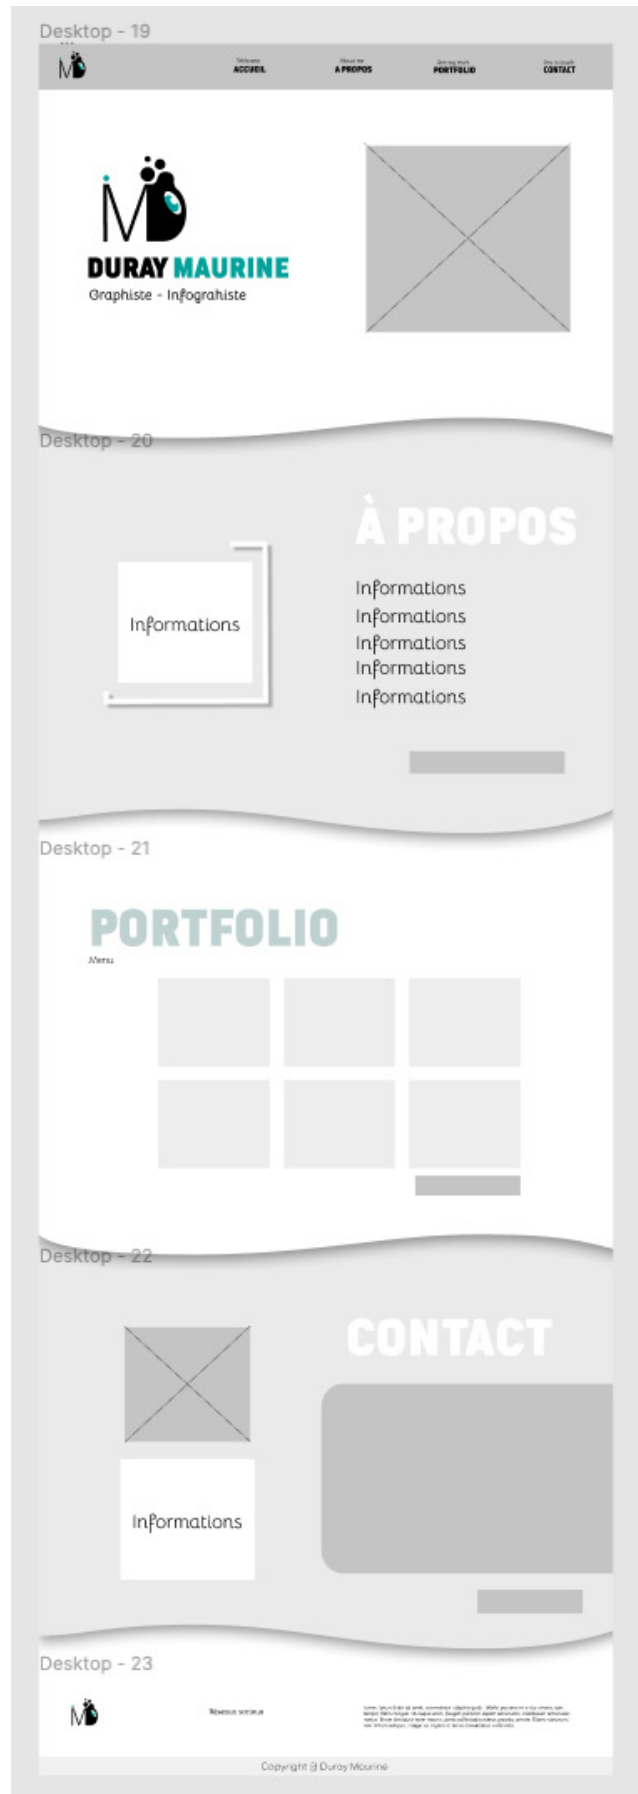 Desktop - 19
ACCUEIL
A PROPOS
PORTFOLIO
CONTACT
MD
DURAY MAURINE
Graphiste - Infograhiste
Desktop - 20
À PROPOS
Informations
Informations
Informations
Informations
Informations
Informations
Desktop - 21
PORTFOLIO
Menu
Desktop - 22
CONTACT
Informations
Desktop - 23
Réseaux sociaux
Copyright @ Duray Maurine